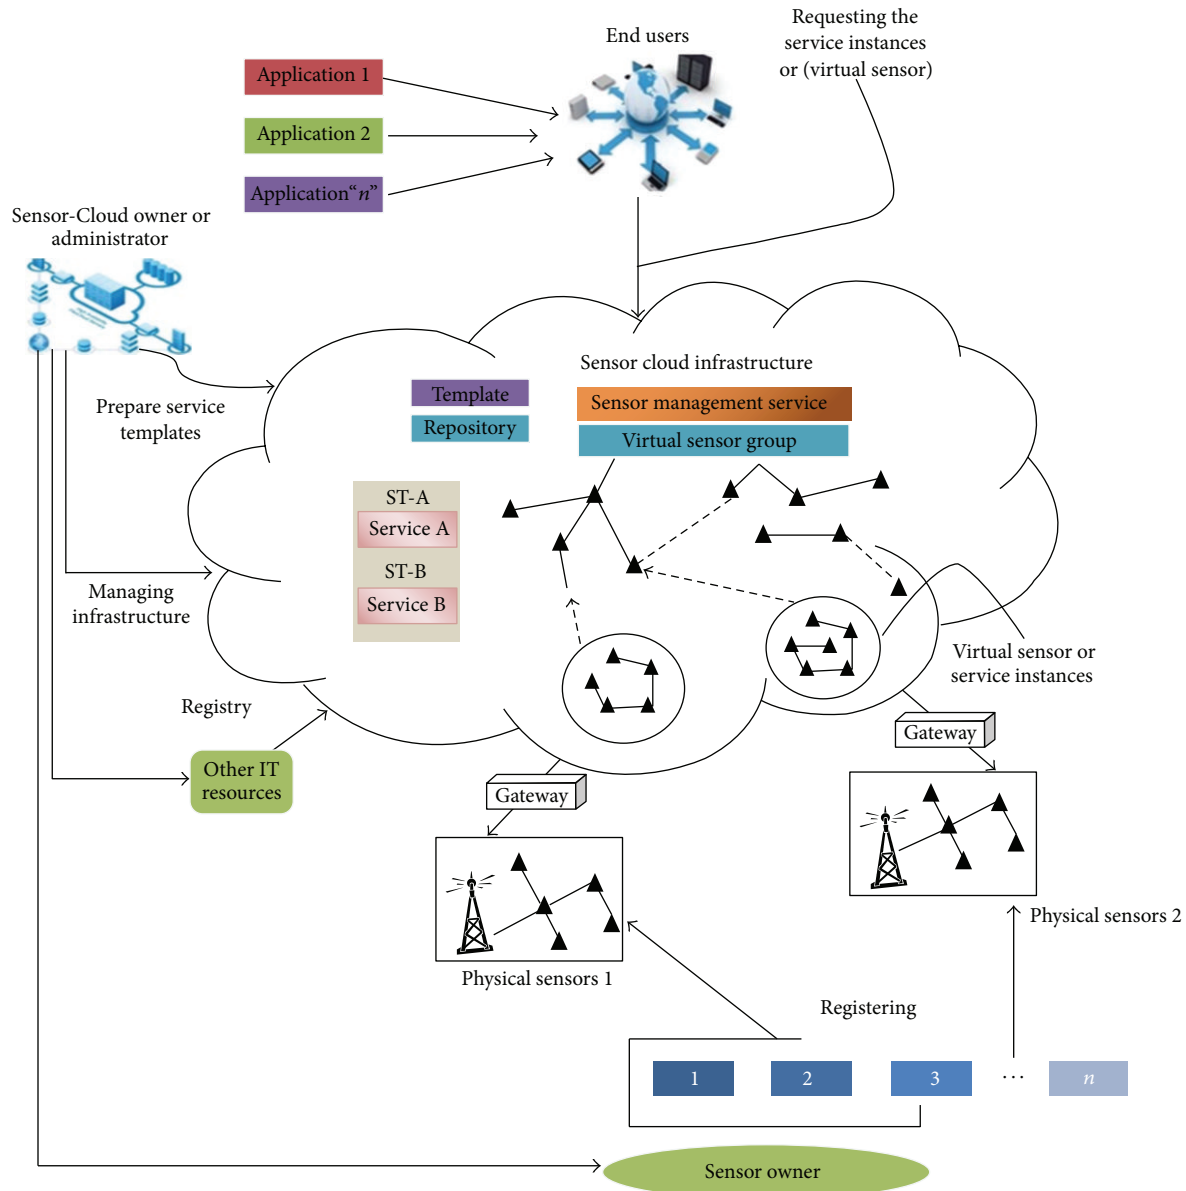 End users
Requesting the
service instances
or (virtual sensor)
Application 1
Application 2
Application“n”
Sensor-Cloud owner or
administrator
Prepare service
templates
Sensor cloud infrastructure
Template
Repository
Sensor management service
Virtual sensor group
ST-A
Service A
ST-B
Service B
Managing
infrastructure
Virtual sensor or
service instances
Registry
Other IT
resources
Gateway
Gateway
Physical sensors 1
Physical sensors 2
Registering
1
2
3
···
n
Sensor owner